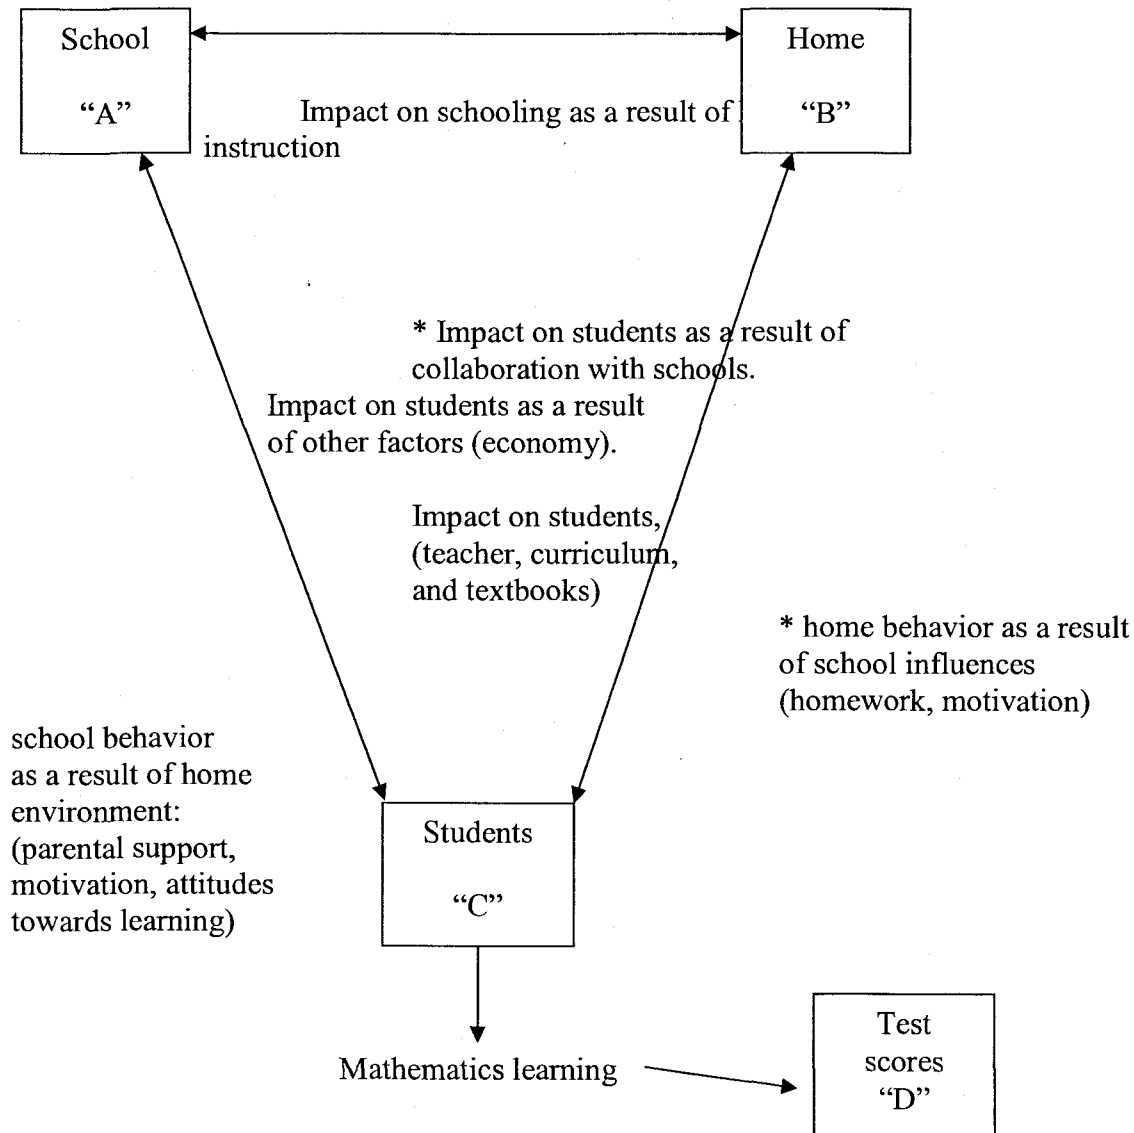 School
Home
“A”
“B”
Impact on schooling as a result of
instruction
* Impact on students as a result of
collaboration with schools.
Impact on students as a result
of other factors (economy).
Impact on students,
(teacher, curriculum,
and textbooks)
* home behavior as a result
of school influences
(homework, motivation)
school behavior
as a result of home
environment:
(parental support,
motivation, attitudes
towards learning)
Students
“C”
Mathematics learning
Test
scores
“D”